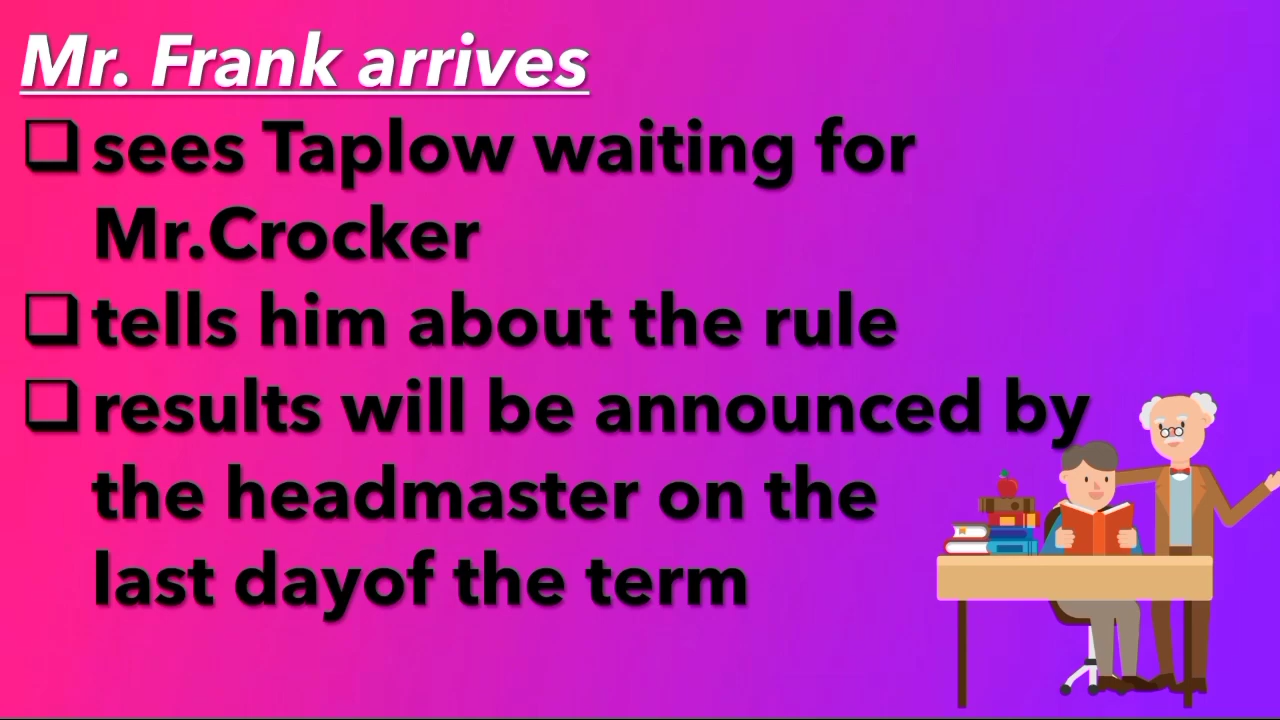 Mr. Frank arrives
❑ sees Taplow waiting for
Mr.Crocker
❑ tells him about the rule
❑ results will be announced by
the headmaster on the
last dayof the term